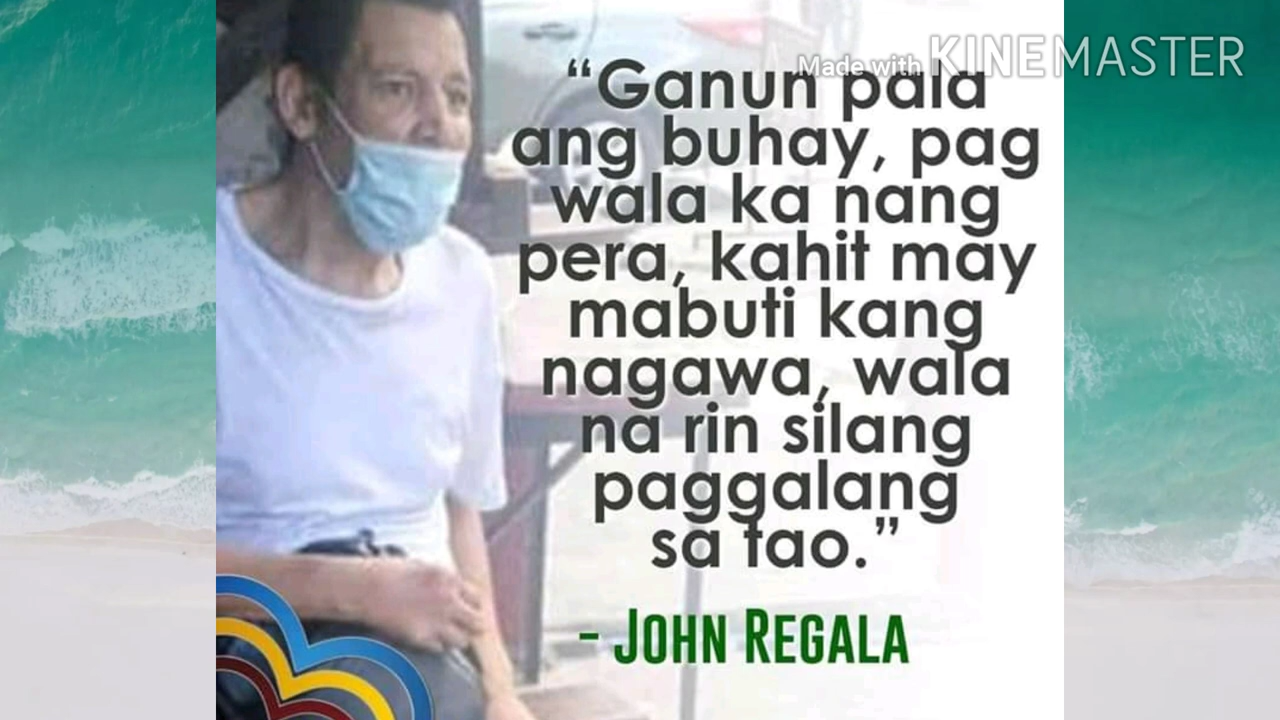 Made with KINEMASTER
“Ganun pala
ang buhay, pag
wala ka nang
pera, kahit may
mabuti kang
nagawa, wala
na rin silang
paggalang
sa tao.”
- JOHN REGALA